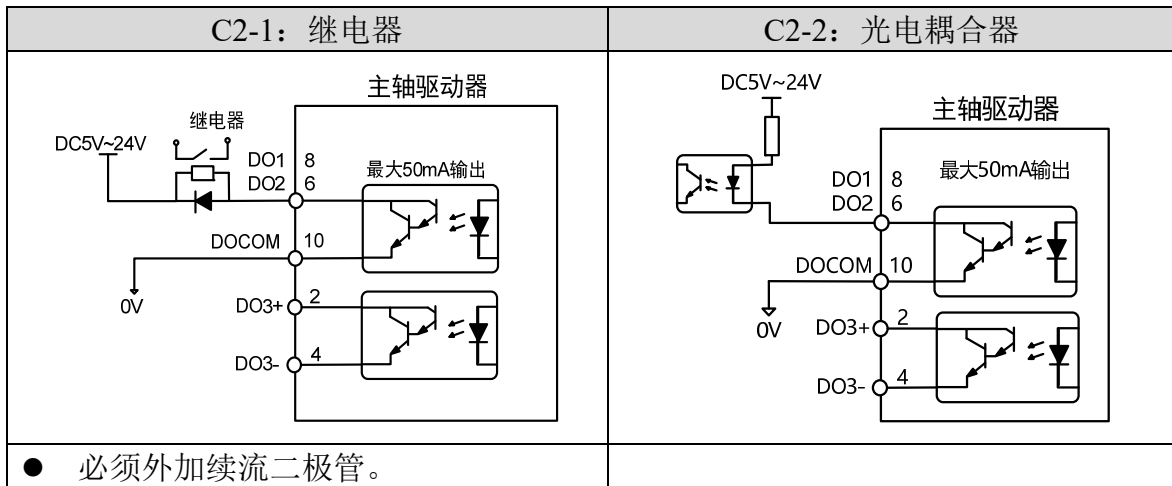 C2-1：继电器
C2-2：光电耦合器
主轴驱动器
继电器
DC5V~24V
DO1 8
DO2 6
最大50mA输出
DOCOM 10
0V
DO3+ 2
DO3- 4
DC5V~24V
主轴驱动器
DO1 8
DO2 6
最大50mA输出
DOCOM 10
0V
DO3+ 2
DO3- 4
● 必须外加续流二极管。